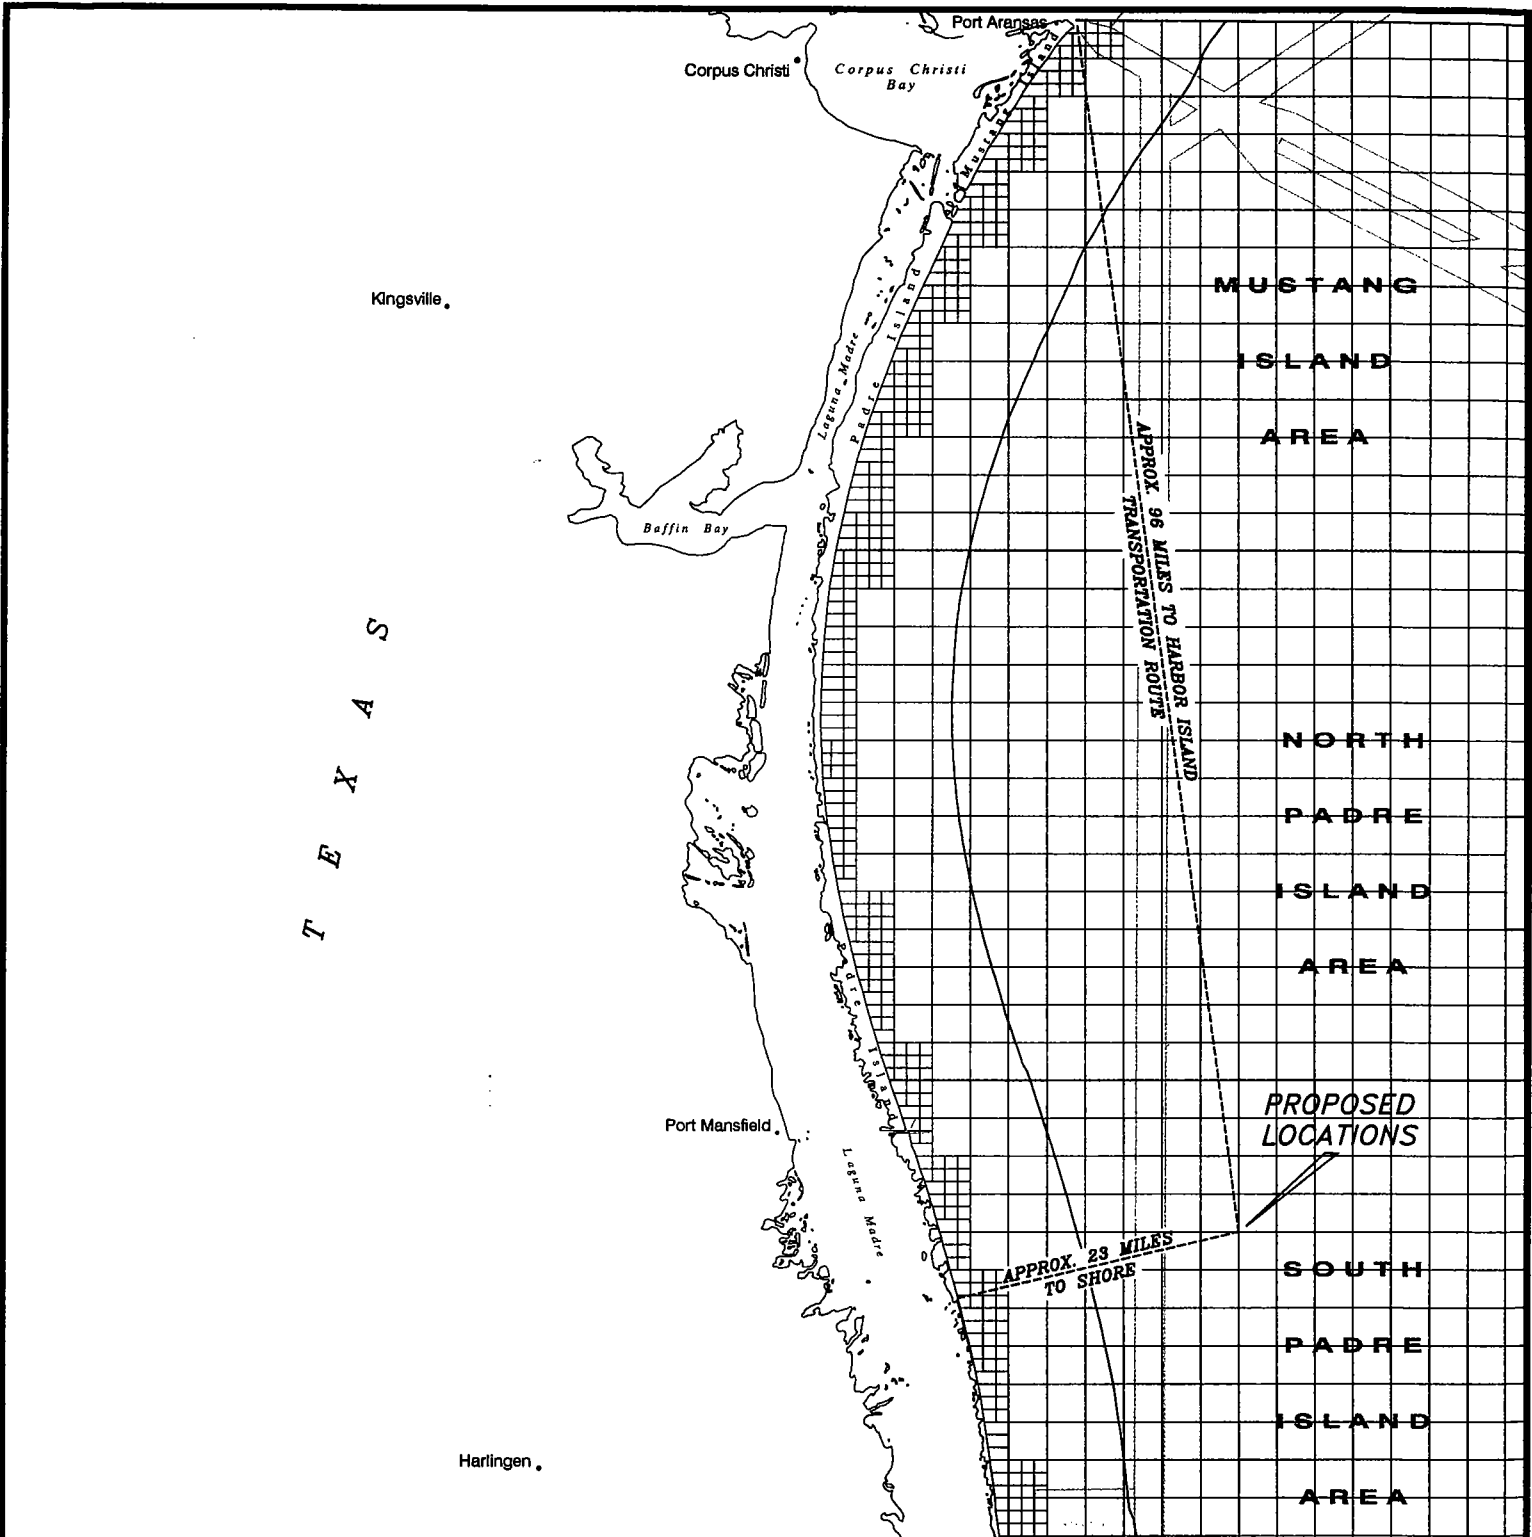 Port Aransas
Corpus Christi
Corpus Christi
Bay
Mustang Island
Kingsville
MUSTANG
ISLAND
AREA
Laguna Madre
Padre Island
Baffin Bay
APPROX. 96 MILES TO HARBOR ISLAND
TRANSPORTATION ROUTE
TEXAS
NORTH
PADRE
ISLAND
AREA
Padre Island
PROPOSED
LOCATIONS
Port Mansfield
Laguna Madre
APPROX. 23 MILES
TO SHORE
SOUTH
PADRE
ISLAND
AREA
Harlingen